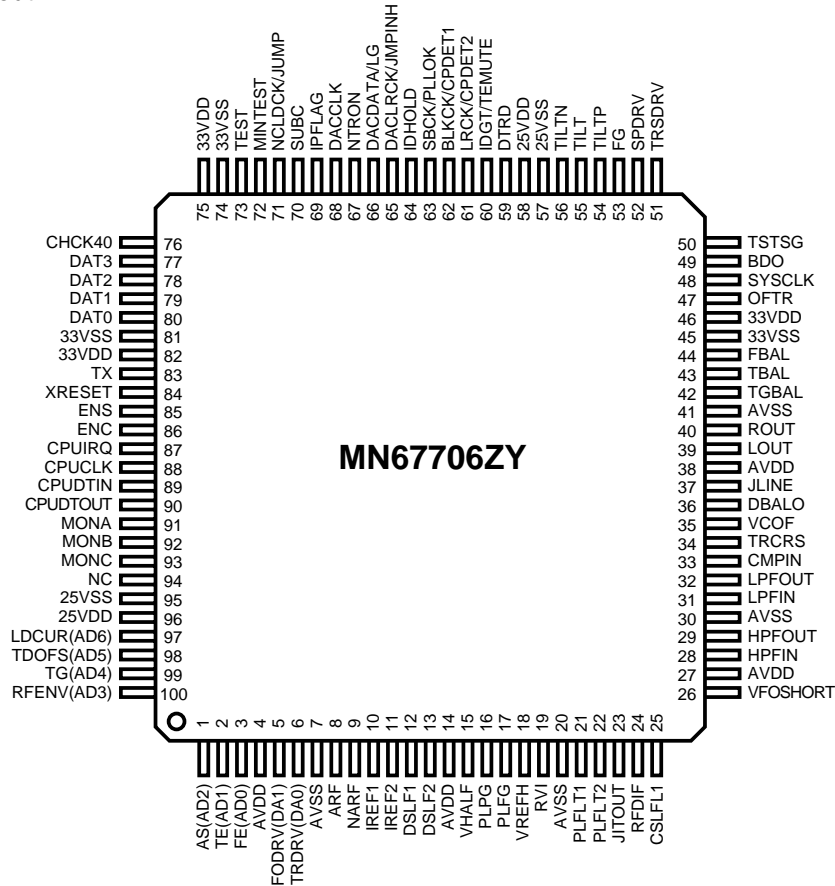 33VDD
33VSS
TEST
MINTEST
NCLDCK/JUMP
SUBC
IPFLAG
DACCLK
NTRON
DACDATA/LG
DACLRCK/JMPINH
IDHOLD
SBCK/PLLOK
BLKCK/CPDET1
LRCK/CPDET2
IDGT/TEMUTE
DTRD
25VDD
25VSS
TILTN
TILT
TILTP
FG
SPDRV
TRSDRV
75 74 73 72 71 70 69 68 67 66 65 64 63 62 61 60 59 58 57 56 55 54 53 52 51
CHCK40 76
DAT3 77
DAT2 78
DAT1 79
DAT0 80
33VSS 81
33VDD 82
TX 83
XRESET 84
ENS 85
ENC 86
CPUIRQ 87
CPUCLK 88
CPUDTIN 89
CPUDTOUT 90
MONA 91
MONB 92
MONC 93
NC 94
25VSS 95
25VDD 96
LDCUR(AD6) 97
TDOFS(AD5) 98
TG(AD4) 99
RFENV(AD3) 100
MN67706ZY
50 TSTSG
49 BDO
48 SYSCLK
47 OFTR
46 33VDD
45 33VSS
44 FBAL
43 TBAL
42 TGBAL
41 AVSS
40 ROUT
39 LOUT
38 AVDD
37 JLINE
36 DBALO
35 VCOF
34 TRCRS
33 CMPIN
32 LPFOUT
31 LPFIN
30 AVSS
29 HPFOUT
28 HPFIN
27 AVDD
26 VFOSHORT
1 2 3 4 5 6 7 8 9 10 11 12 13 14 15 16 17 18 19 20 21 22 23 24 25
AS(AD2)
TE(AD1)
FE(AD0)
AVDD
FODRV(DA1)
TRDRV(DA0)
AVSS
ARF
NARF
IREF1
IREF2
DSLF1
DSLF2
AVDD
VHALF
PLPG
PLFG
VREFH
RVI
AVSS
PLFLT1
PLFLT2
JITOUT
RFDIF
CSLFL1